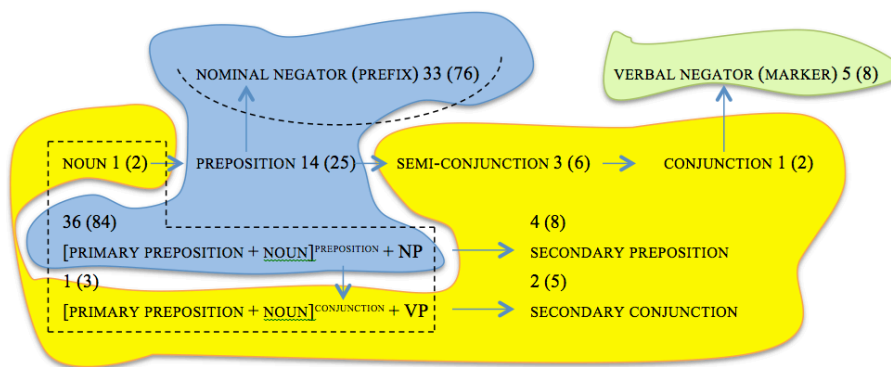 NOMINAL NEGATOR (PREFIX) 33 (76)
VERBAL NEGATOR (MARKER) 5 (8)
NOUN 1 (2)
PREPOSITION 14 (25)
SEMI-CONJUNCTION 3 (6)
CONJUNCTION 1 (2)
36 (84)
[PRIMARY PREPOSITION + NOUN]PREPOSITION + NP
4 (8)
SECONDARY PREPOSITION
1 (3)
[PRIMARY PREPOSITION + NOUN]CONJUNCTION + VP
2 (5)
SECONDARY CONJUNCTION